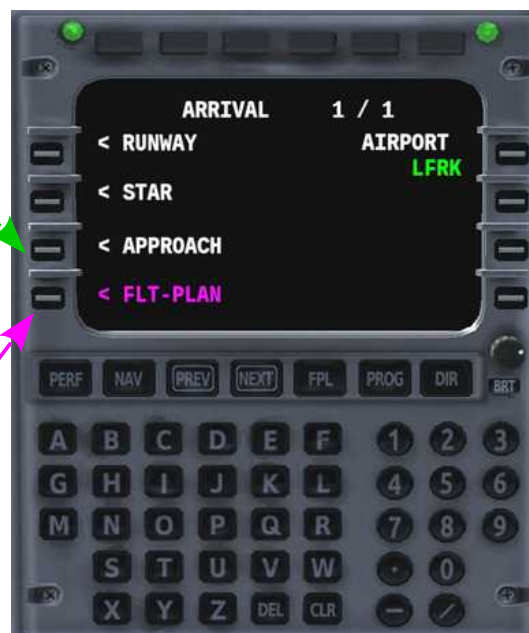 ARRIVAL 1 / 1
< RUNWAY AIRPORT
LFRK
< STAR
< APPROACH
< FLT-PLAN
PERF NAV PREV NEXT FPL PROG DIR BRT
A B C D E F 1 2 3
G H I J K L 4 5 6
M N O P Q R 7 8 9
S T U V W · 0
X Y Z DEL CLR − /